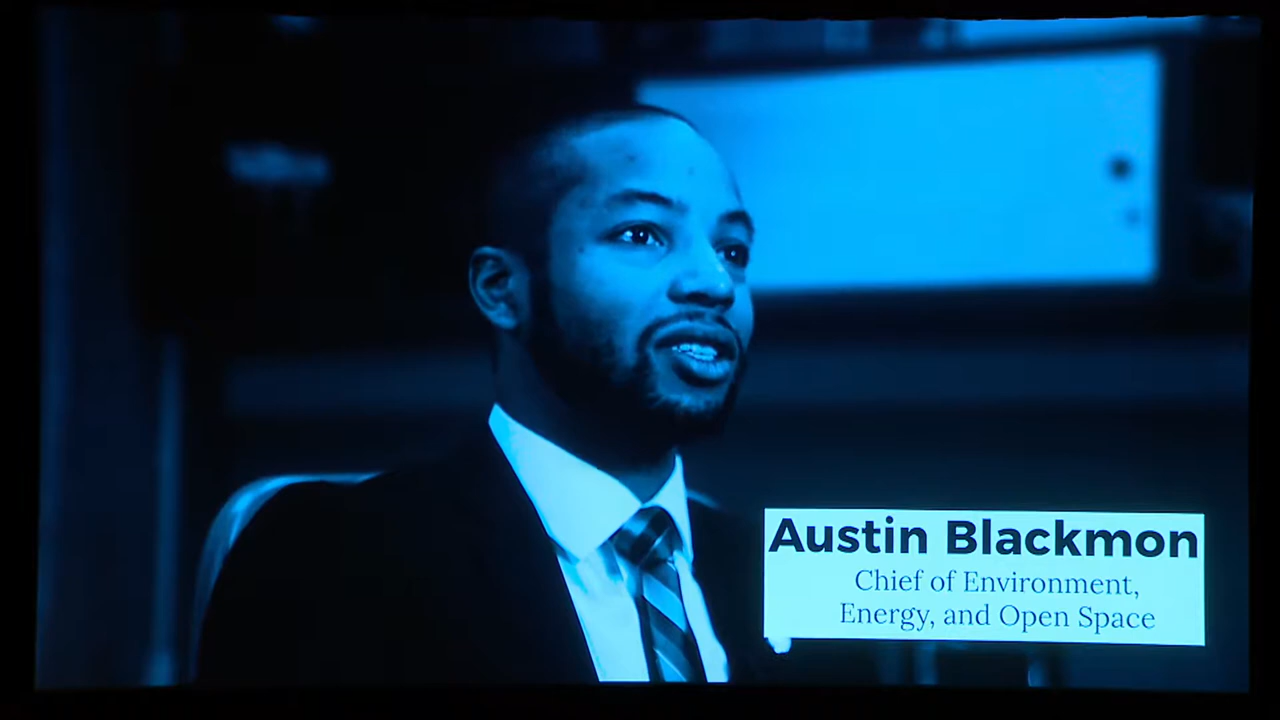 Austin Blackmon
Chief of Environment,
Energy, and Open Space